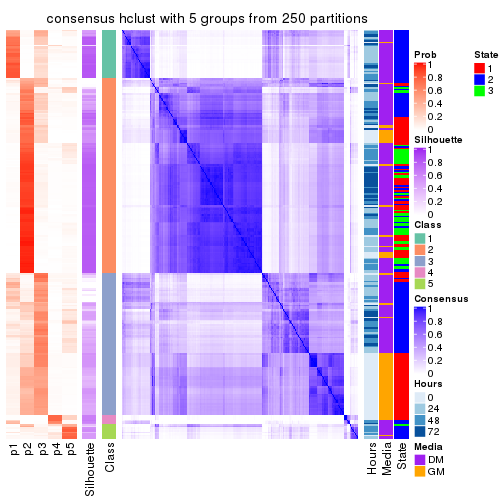 consensus hclust with 5 groups from 250 partitions
Prob
1
0.8
0.6
0.4
0.2
0
State
1
2
3
Silhouette
1
0.8
0.6
0.4
0.2
0
Class
1
2
3
4
5
Consensus
1
0.8
0.6
0.4
0.2
0
Hours
0
24
48
72
Media
DM
GM
p1
p2
p3
p4
p5
Silhouette
Class
Hours
Media
State